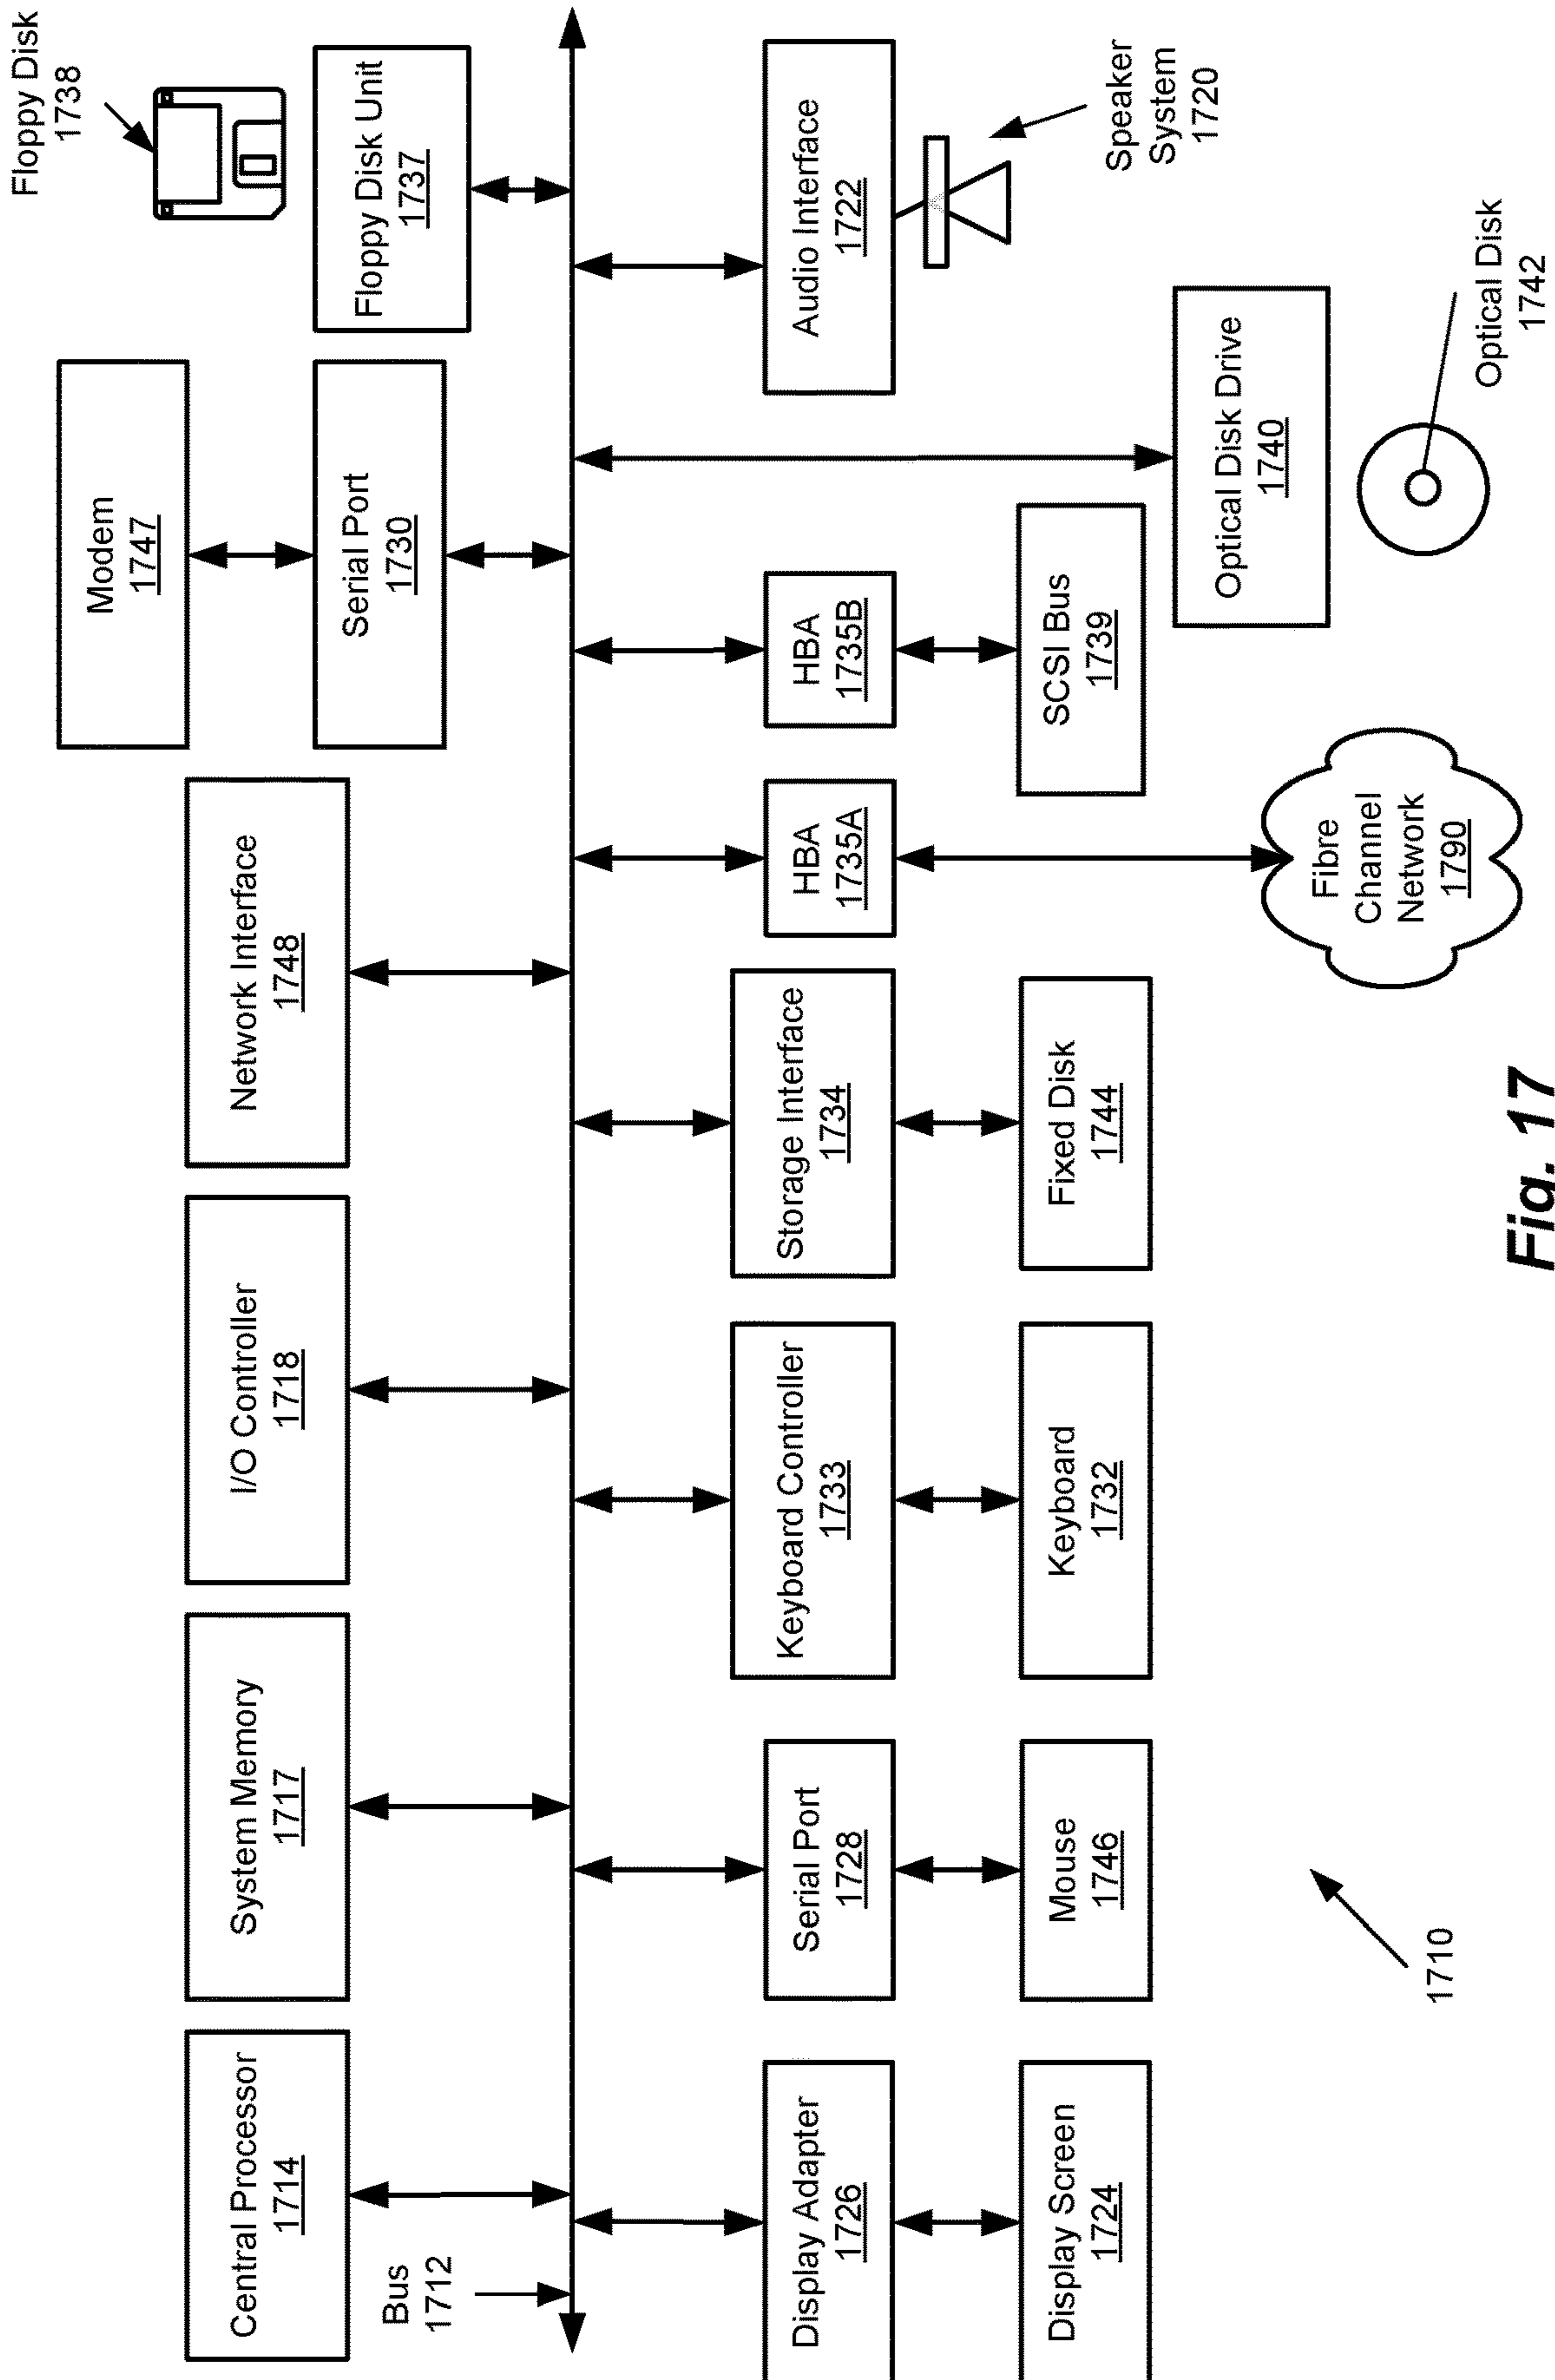 Floppy Disk
1738
Modem
1747
Central Processor
1714
System Memory
1717
I/O Controller
1718
Network Interface
1748
Serial Port
1730
Floppy Disk Unit
1737
Bus
1712
Display Adapter
1726
Serial Port
1728
Keyboard Controller
1733
Storage Interface
1734
HBA
1735A
HBA
1735B
Audio Interface
1722
Display Screen
1724
Mouse
1746
Keyboard
1732
Fixed Disk
1744
SCSI Bus
1739
Speaker
System
1720
Optical Disk Drive
1740
Fibre
Channel
Network
1790
1710
Optical Disk
1742
Fig. 17